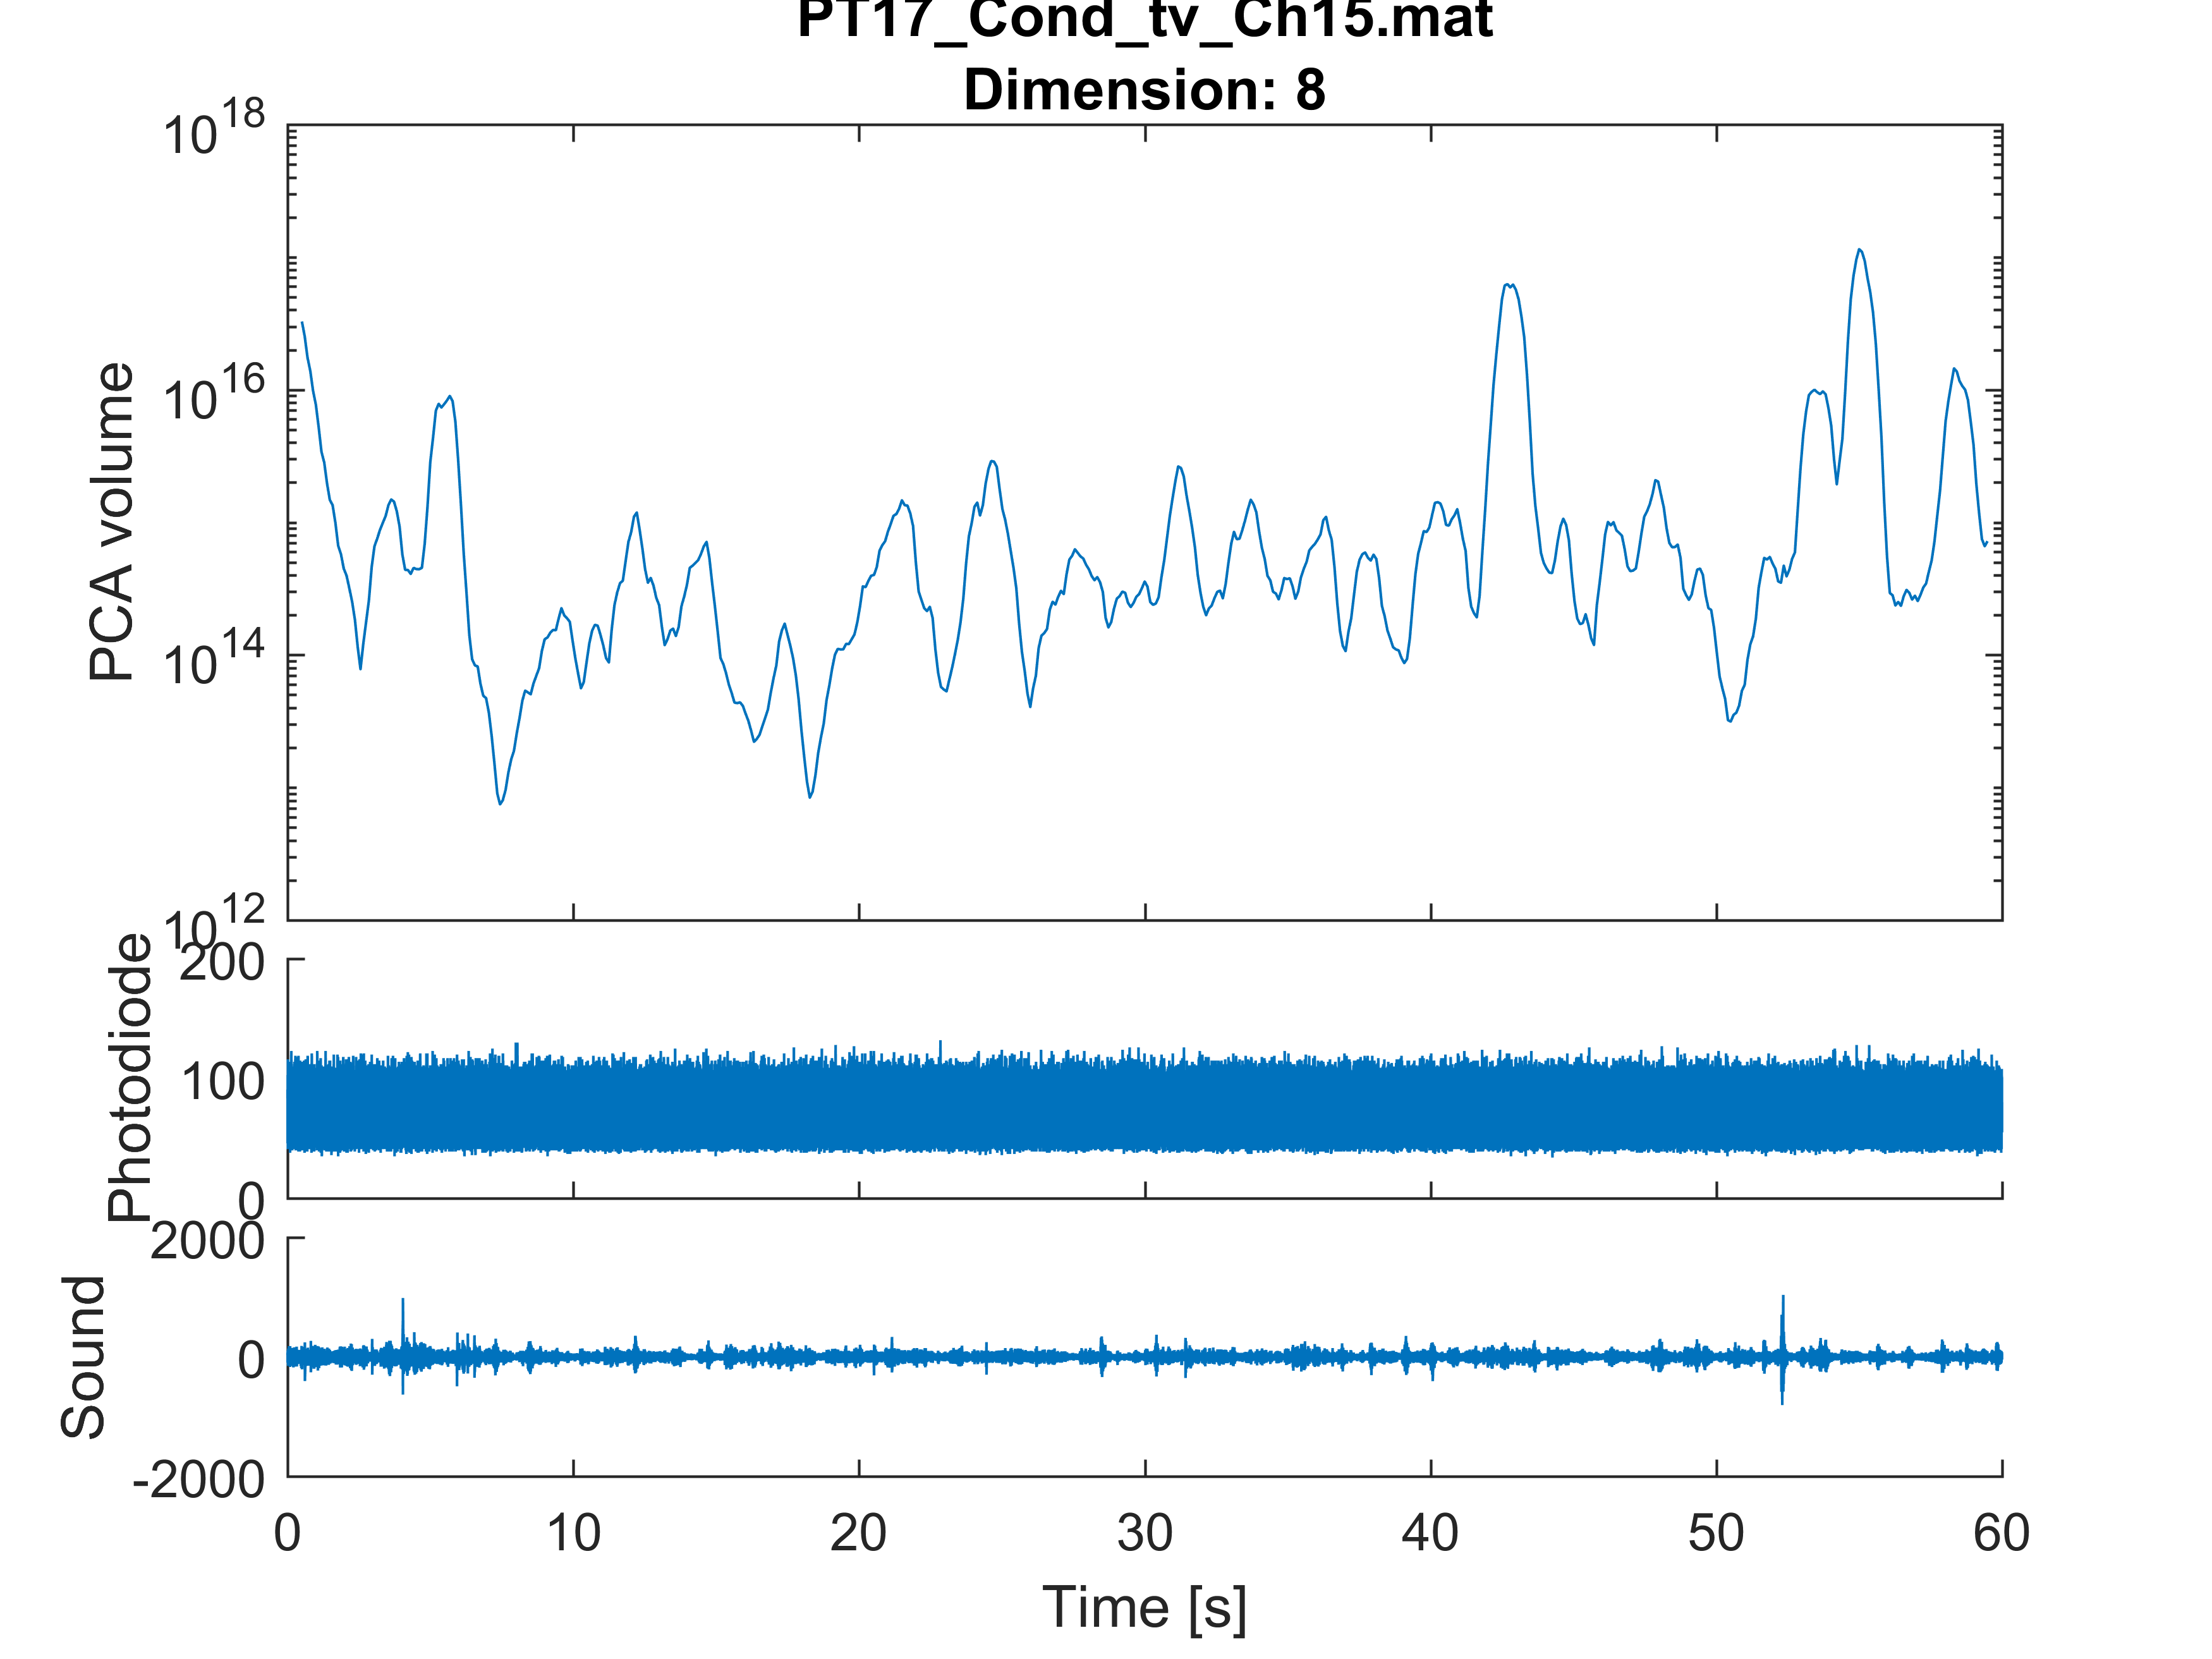 PT17_Cond_tv_Ch15.mat
Dimension: 8
10^18
10^16
10^14
10^12
PCA volume
200
100
0
Photodiode
2000
0
-2000
Sound
0 10 20 30 40 50 60
Time [s]